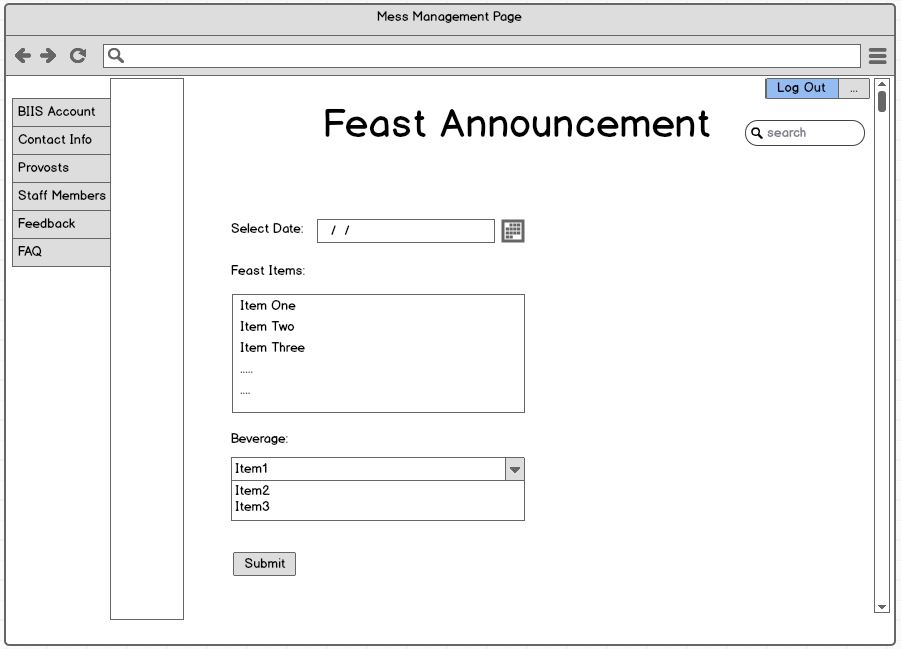 Mess Management Page
Log Out ...
BIIS Account
Contact Info
Provosts
Staff Members
Feedback
FAQ
Feast Announcement
search
Select Date: / /
Feast Items:
Item One
Item Two
Item Three
.....
....
Beverage:
Item1
Item2
Item3
Submit